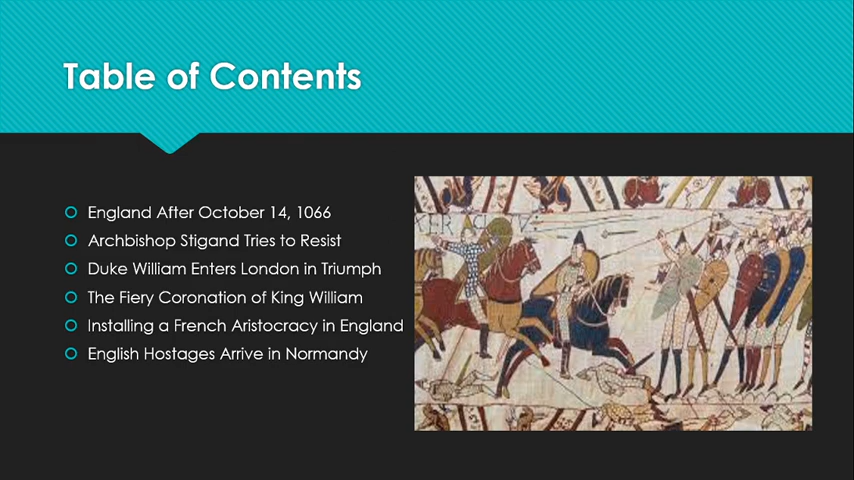 Table of Contents
England After October 14, 1066
Archbishop Stigand Tries to Resist
Duke William Enters London in Triumph
The Fiery Coronation of King William
Installing a French Aristocracy in England
English Hostages Arrive in Normandy